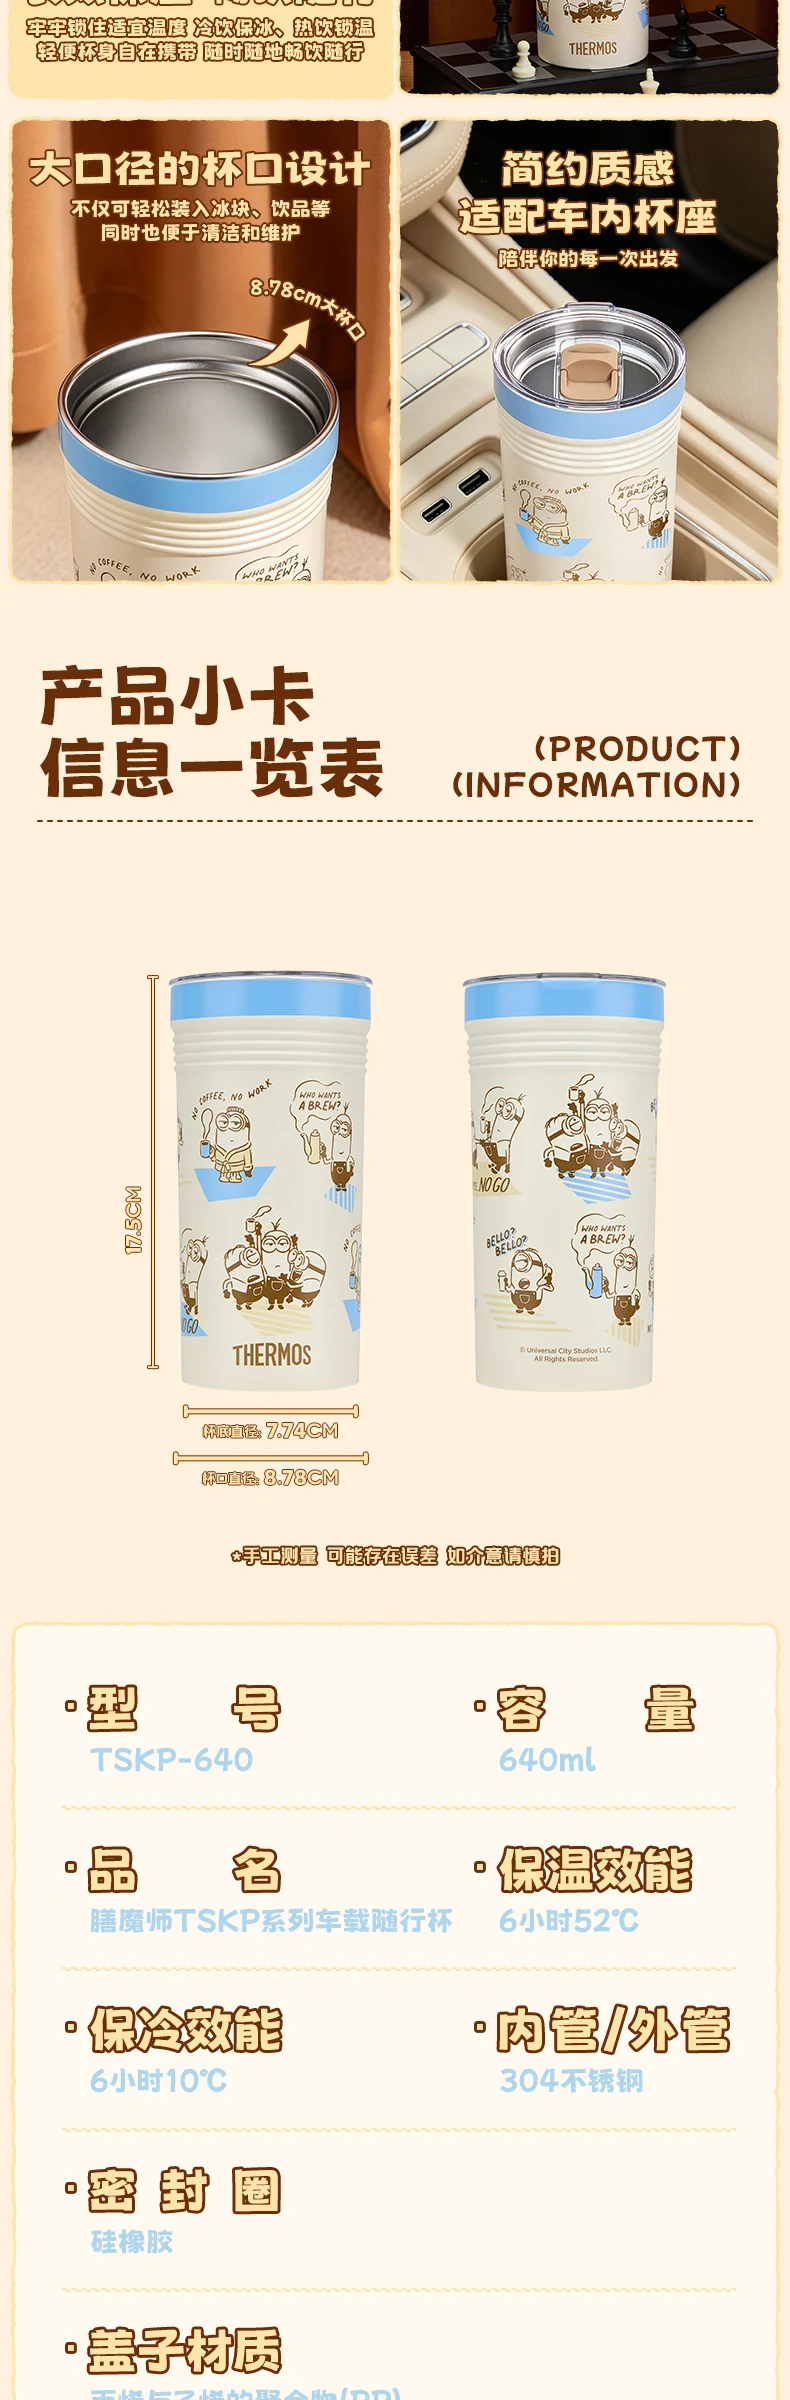 牢牢锁住适宜温度 冷饮保冰、热饮锁温
轻便杯身自在携带 随时随地畅饮随行
THERMOS
大口径的杯口设计
不仅可轻松装入冰块、饮品等
同时也便于清洁和维护
8.78cm大杯口
NO COFFEE, NO WORK
WHO WANTS
A BREW?
简约质感
适配车内杯座
陪伴你的每一次出发
NO COFFEE, NO WORK
WHO WANTS
A BREW?
产品小卡
信息一览表
(PRODUCT)
(INFORMATION)
17.5CM
NO COFFEE, NO WORK
WHO WANTS
A BREW?
NO GO
THERMOS
杯底直径: 7.74CM
杯口直径: 8.78CM
NO GO
BELLO?
BELLO?
WHO WANTS
A BREW?
© Universal City Studios LLC.
All Rights Reserved.
*手工测量 可能存在误差 如介意请慎拍
型号
TSKP-640
容量
640ml
品名
膳魔师TSKP系列车载随行杯
保温效能
6小时52℃
保冷效能
6小时10℃
内管/外管
304不锈钢
密封圈
硅橡胶
盖子材质